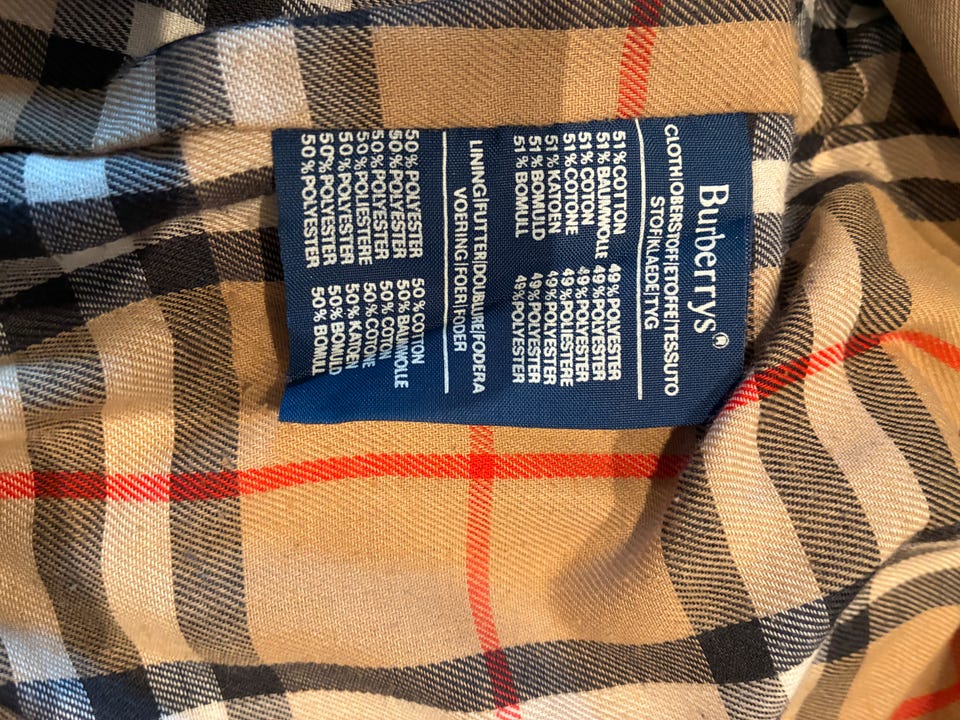 Burberrys®
CLOTH|OBERSTOFF|ETOFFE|TESSUTO
STOF|KLAEDE|TYG
51% COTTON 49% POLYESTER
51% BAUMWOLLE 49% POLYESTER
51% COTON 49% POLYESTER
51% COTONE 49% POLIESTERE
51% KATOEN 49% POLYESTER
51% BOMULD 49% POLYESTER
51% BOMULL 49% POLYESTER
LINING|FUTTER|DOUBLURE|FODERA
VOERING|FOER|FODER
50% POLYESTER 50% COTTON
50% POLYESTER 50% BAUMWOLLE
50% POLYESTER 50% COTON
50% POLIESTERE 50% COTONE
50% POLYESTER 50% KATOEN
50% POLYESTER 50% BOMULD
50% POLYESTER 50% BOMULL